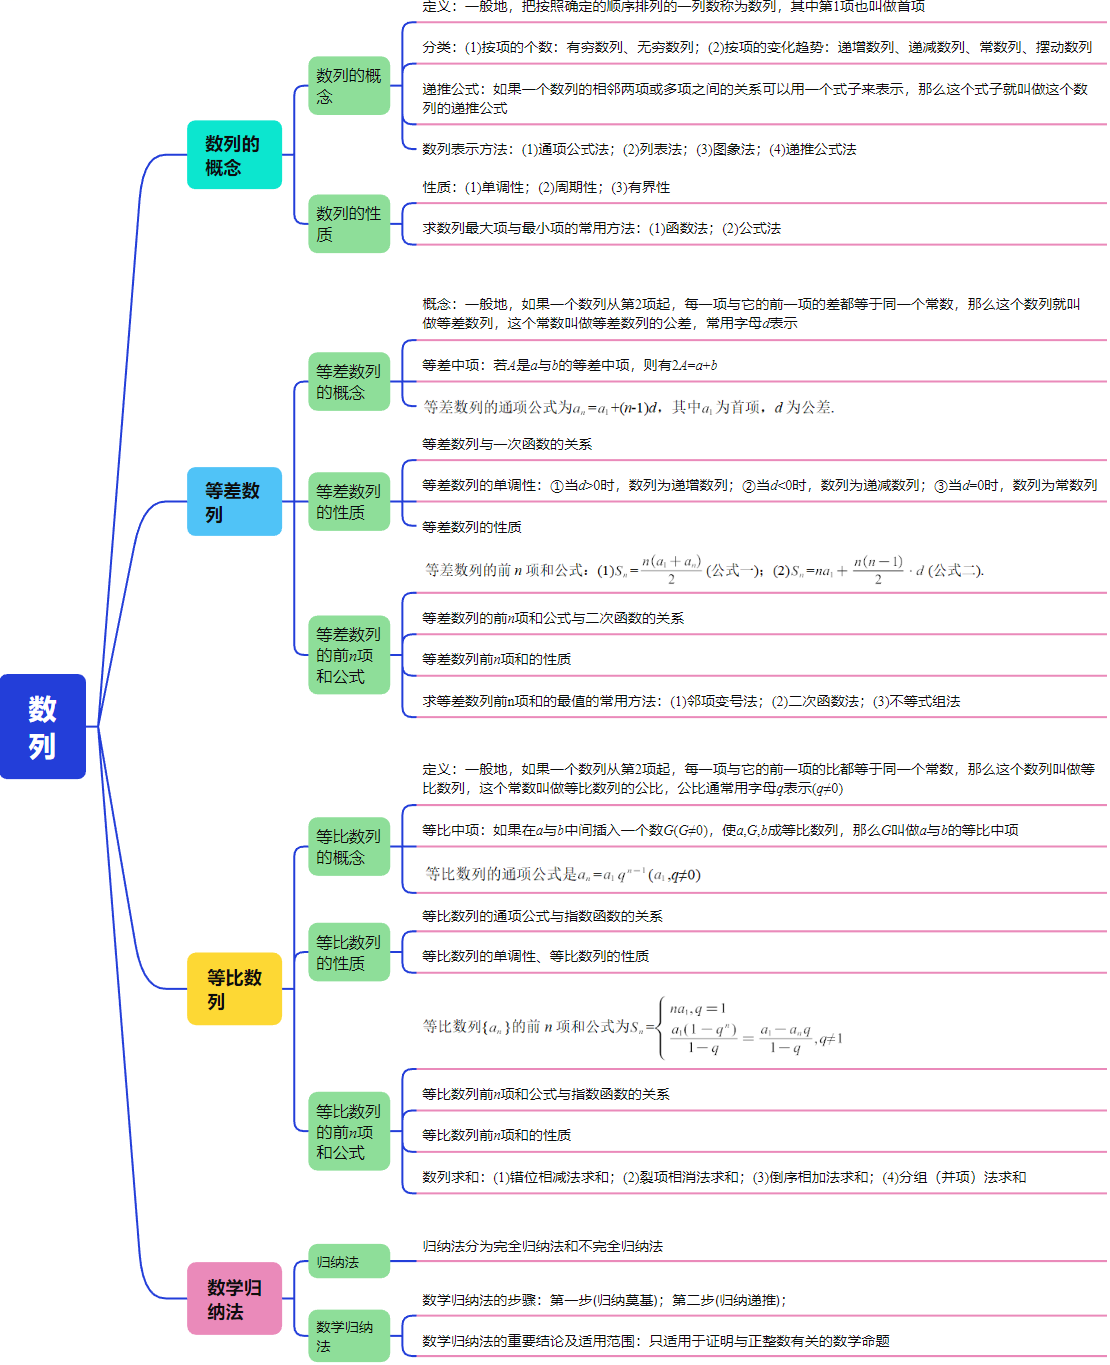 数
列
数列的
概念
数列的概
念
定义：一般地，把按照确定的顺序排列的一列数称为数列，其中第1项也叫做首项
分类：(1)按项的个数：有穷数列、无穷数列；(2)按项的变化趋势：递增数列、递减数列、常数列、摆动数列
递推公式：如果一个数列的相邻两项或多项之间的关系可以用一个式子来表示，那么这个式子就叫做这个数
列的递推公式
数列表示方法：(1)通项公式法；(2)列表法；(3)图象法；(4)递推公式法
数列的性
质
性质：(1)单调性；(2)周期性；(3)有界性
求数列最大项与最小项的常用方法：(1)函数法；(2)公式法
等差数
列
等差数列
的概念
概念：一般地，如果一个数列从第2项起，每一项与它的前一项的差都等于同一个常数，那么这个数列就叫
做等差数列，这个常数叫做等差数列的公差，常用字母d表示
等差中项：若A是a与b的等差中项，则有2A=a+b
等差数列的通项公式为aₙ=a₁+(n-1)d，其中a₁为首项，d 为公差.
等差数列
的性质
等差数列与一次函数的关系
等差数列的单调性：①当d>0时，数列为递增数列；②当d<0时，数列为递减数列；③当d=0时，数列为常数列
等差数列的性质
等差数列
的前n项
和公式
等差数列的前 n 项和公式：(1)Sₙ=n(a₁+aₙ)/2 (公式一)；(2)Sₙ=na₁+n(n-1)/2·d (公式二).
等差数列的前n项和公式与二次函数的关系
等差数列前n项和的性质
求等差数列前n项和的最值的常用方法：(1)邻项变号法；(2)二次函数法；(3)不等式组法
等比数
列
等比数列
的概念
定义：一般地，如果一个数列从第2项起，每一项与它的前一项的比都等于同一个常数，那么这个数列叫做等
比数列，这个常数叫做等比数列的公比，公比通常用字母q表示(q≠0)
等比中项：如果在a与b中间插入一个数G(G≠0)，使a,G,b成等比数列，那么G叫做a与b的等比中项
等比数列的通项公式是aₙ=a₁qⁿ⁻¹(a₁,q≠0)
等比数列
的性质
等比数列的通项公式与指数函数的关系
等比数列的单调性、等比数列的性质
等比数列
的前n项
和公式
等比数列{aₙ}的前 n 项和公式为Sₙ={na₁,q=1
a₁(1-qⁿ)/(1-q)=(a₁-aₙq)/(1-q),q≠1
等比数列前n项和公式与指数函数的关系
等比数列前n项和的性质
数列求和：(1)错位相减法求和；(2)裂项相消法求和；(3)倒序相加法求和；(4)分组（并项）法求和
数学归
纳法
归纳法
归纳法分为完全归纳法和不完全归纳法
数学归纳
法
数学归纳法的步骤：第一步(归纳奠基)；第二步(归纳递推)；
数学归纳法的重要结论及适用范围：只适用于证明与正整数有关的数学命题